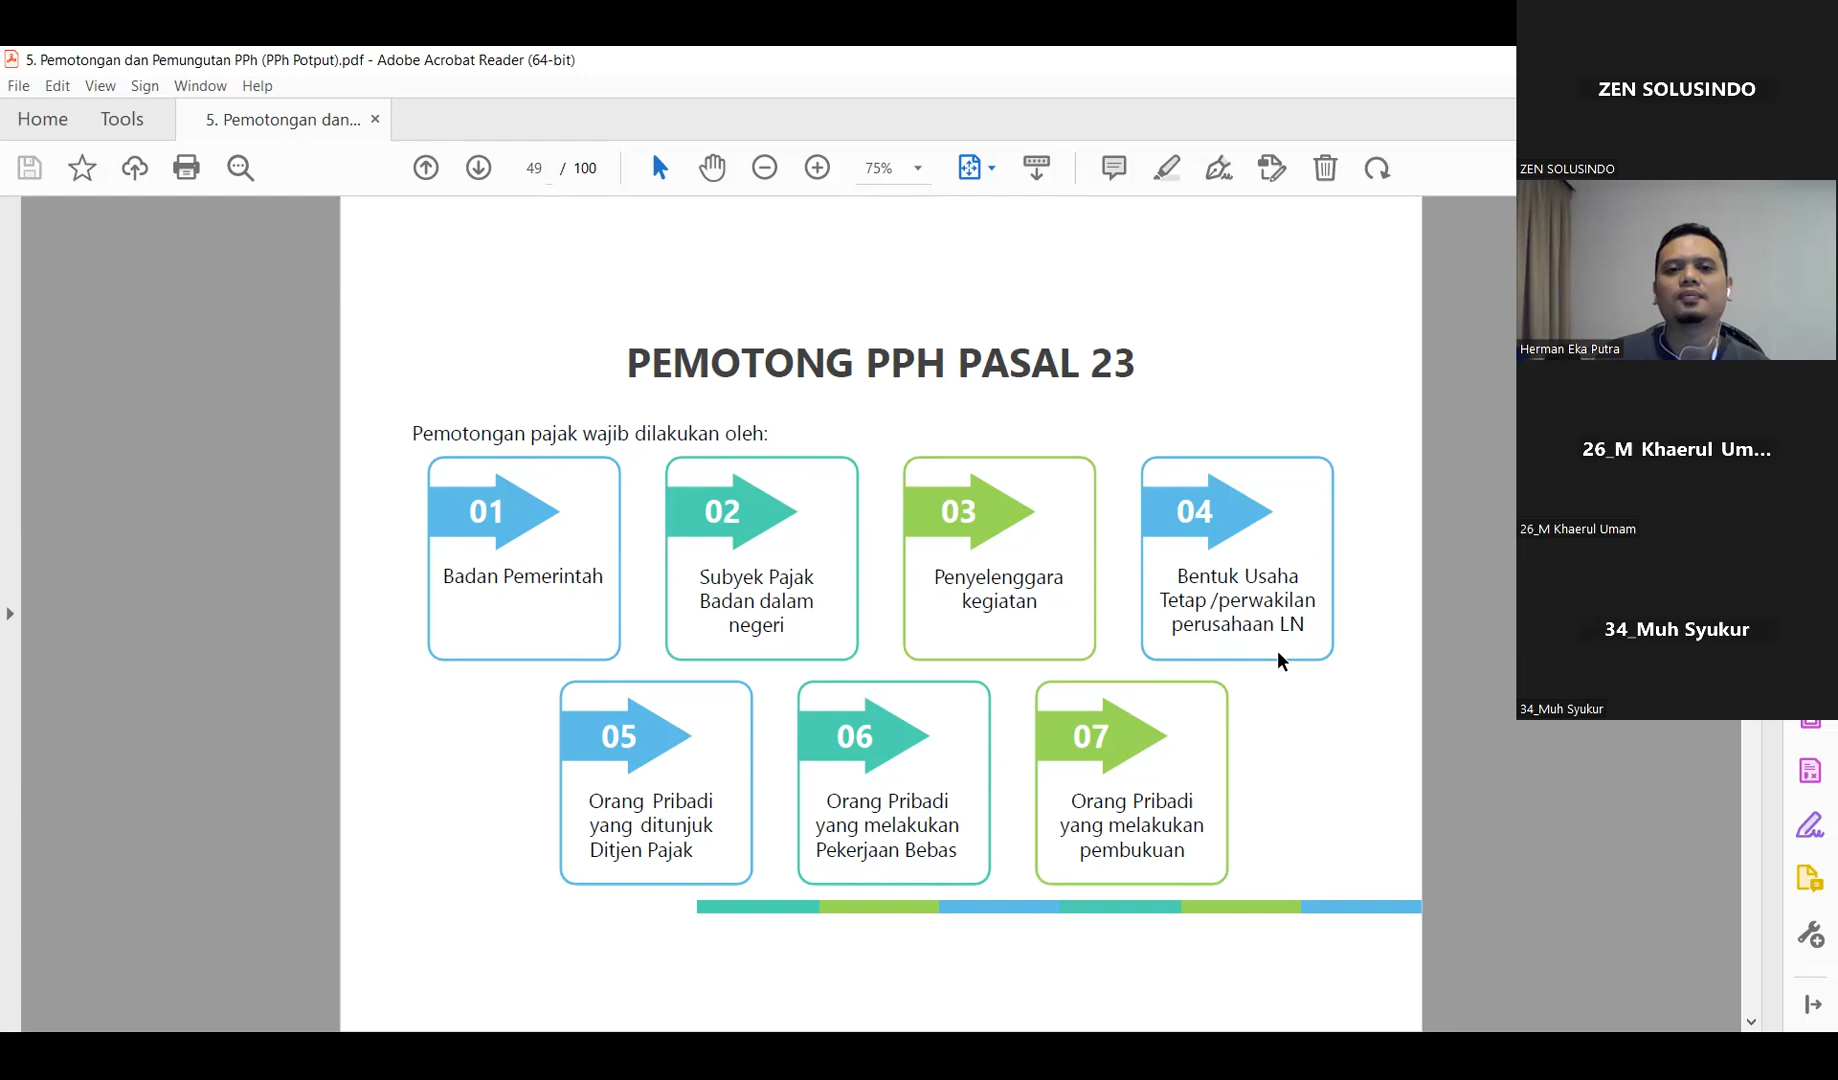 5. Pemotongan dan Pemungutan PPh (PPh Potput).pdf - Adobe Acrobat Reader (64-bit)
File Edit View Sign Window Help
Home Tools 5. Pemotongan dan... ×
49 / 100 75%
PEMOTONG PPH PASAL 23
Pemotongan pajak wajib dilakukan oleh:
01
Badan Pemerintah
02
Subyek Pajak
Badan dalam
negeri
03
Penyelenggara
kegiatan
04
Bentuk Usaha
Tetap /perwakilan
perusahaan LN
05
Orang Pribadi
yang ditunjuk
Ditjen Pajak
06
Orang Pribadi
yang melakukan
Pekerjaan Bebas
07
Orang Pribadi
yang melakukan
pembukuan
ZEN SOLUSINDO
ZEN SOLUSINDO
Herman Eka Putra
26_M Khaerul Um...
26_M Khaerul Umam
34_Muh Syukur
34_Muh Syukur